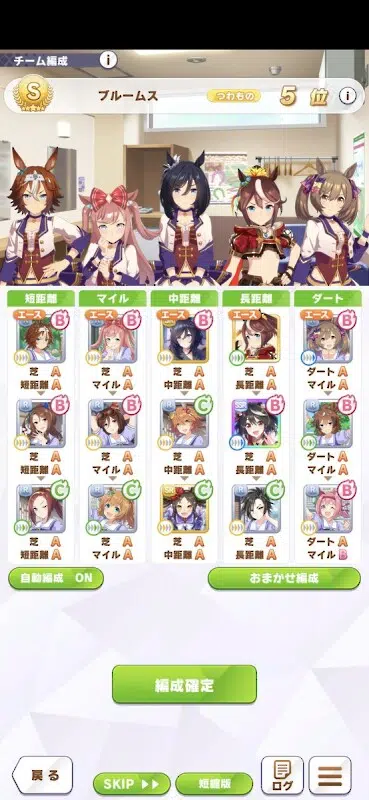 チーム編成 i
S ブルームス つわもの 5 位 i
短距離 マイル 中距離 長距離 ダート
エース B エース B エース B エース B エース B
芝 A 芝 A 芝 A 芝 A ダート A
短距離 A マイル A 中距離 A 長距離 A マイル A
B B C B B
芝 A 芝 A 芝 A 芝 A ダート A
短距離 A マイル A 中距離 A 長距離 A マイル A
C C C C B
芝 A 芝 A 芝 A 芝 A ダート A
短距離 A マイル A 中距離 A 長距離 A マイル B
自動編成 ON おまかせ編成
編成確定
戻る SKIP 短縮版 ログ